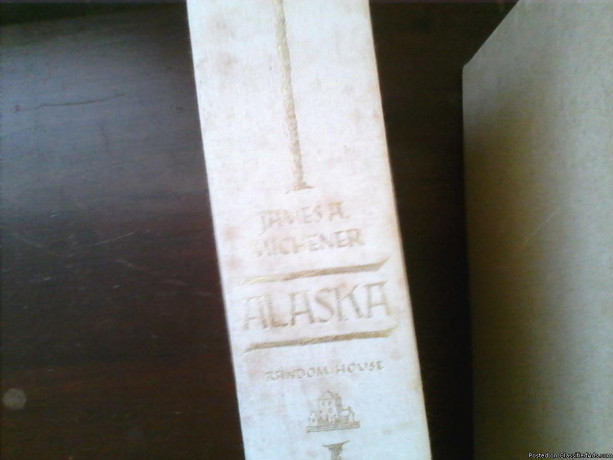 JAMES A.
MICHENER
ALASKA
RANDOM HOUSE
Posted on ClassifiedAds.com